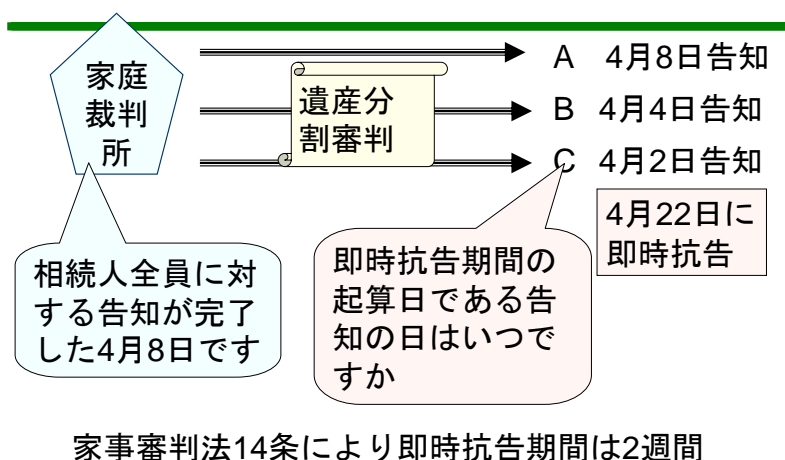 家庭
裁判
所
遺産分
割審判
A 4月8日告知
B 4月4日告知
C 4月2日告知
4月22日に
即時抗告
相続人全員に対
する告知が完了
した4月8日です
即時抗告期間の
起算日である告
知の日はいつで
すか
家事審判法14条により即時抗告期間は2週間